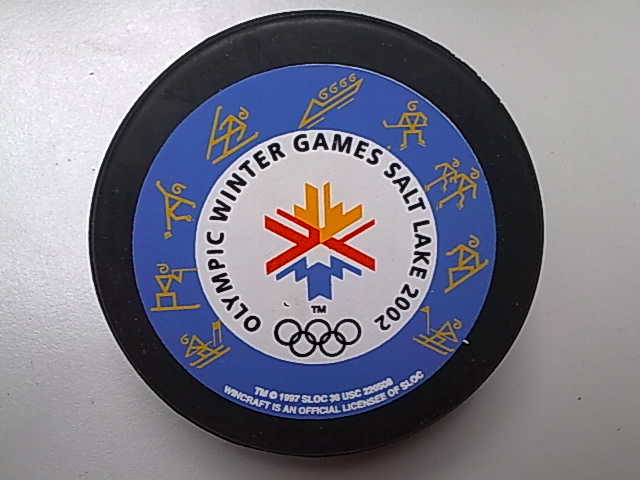 OLYMPIC WINTER GAMES SALT LAKE 2002
TM
TM © 1997 SLOC 36 USC 220506
WINCRAFT IS AN OFFICIAL LICENSEE OF SLOC